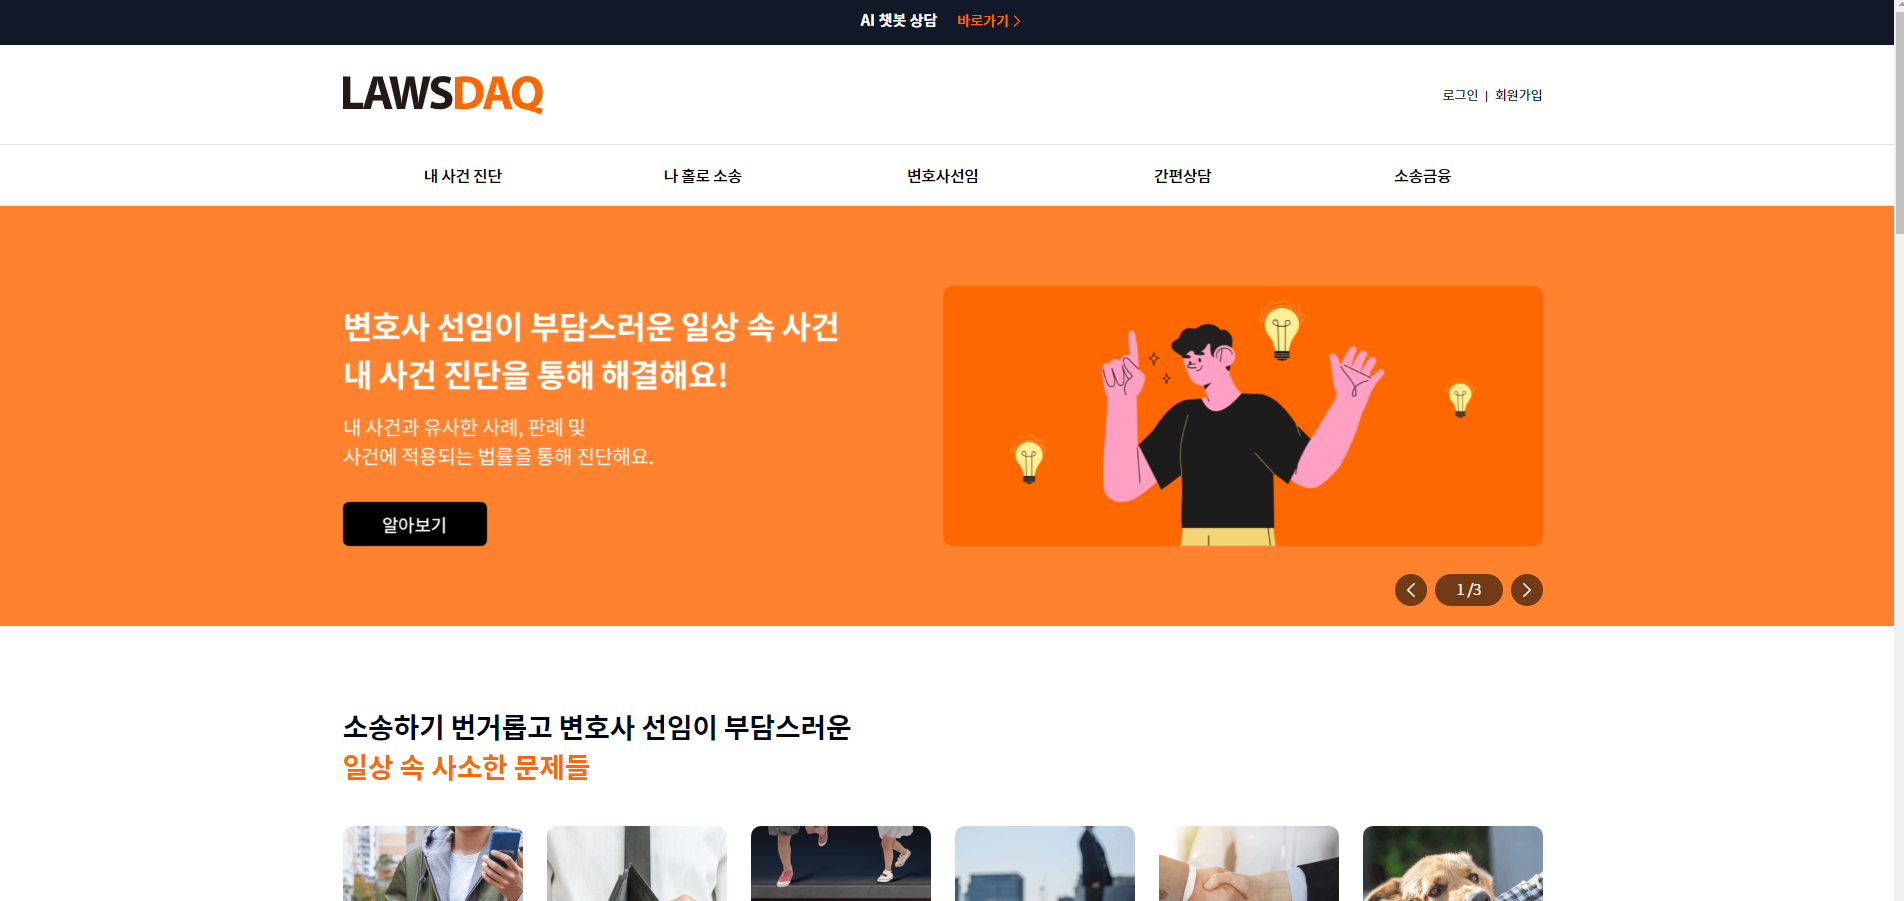 AI 챗봇 상담 바로가기
LAWSDAQ
로그인 | 회원가입
내 사건 진단 나 홀로 소송 변호사선임 간편상담 소송금융
변호사 선임이 부담스러운 일상 속 사건
내 사건 진단을 통해 해결해요!
내 사건과 유사한 사례, 판례 및
사건에 적용되는 법률을 통해 진단해요.
알아보기
1 /3
소송하기 번거롭고 변호사 선임이 부담스러운
일상 속 사소한 문제들